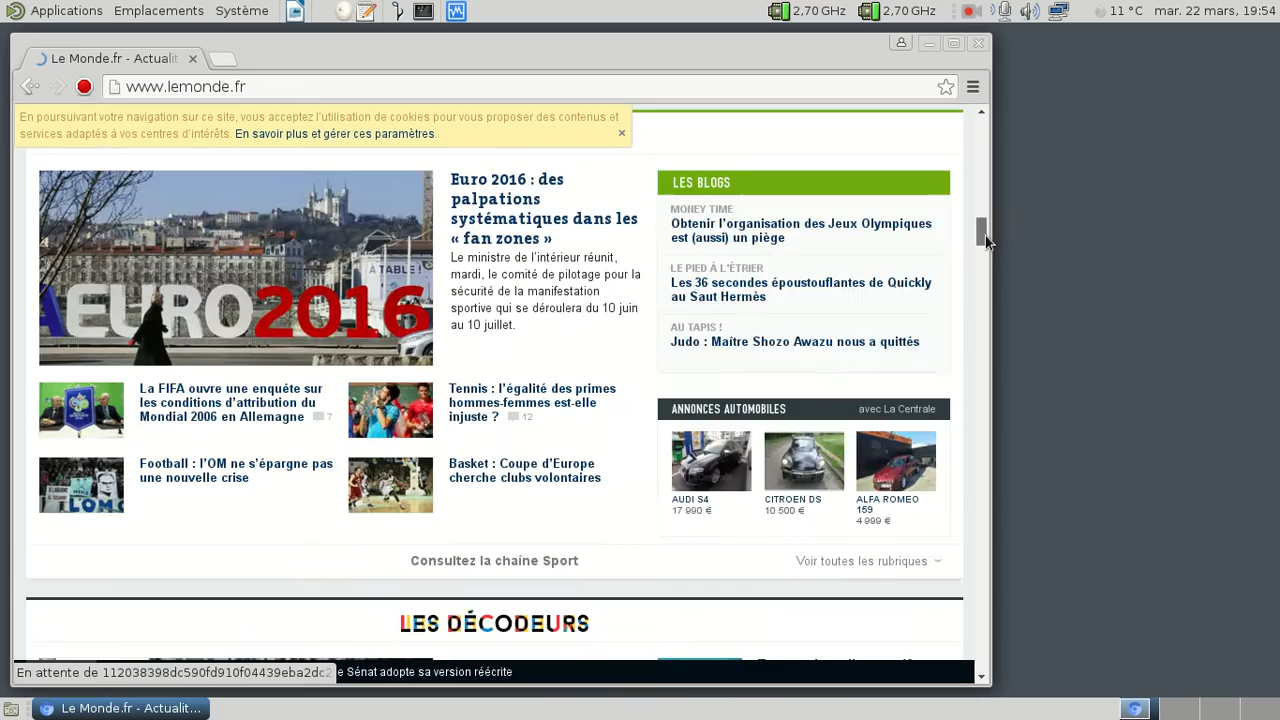 Applications Emplacements Système 2,70 GHz 2,70 GHz 11 °C mar. 22 mars, 19:54
Le Monde.fr - Actualit
www.lemonde.fr
En poursuivant votre navigation sur ce site, vous acceptez l'utilisation de cookies pour vous proposer des contenus et
services adaptés à vos centres d'intérêts. En savoir plus et gérer ces paramètres.
À TABLE !
EURO2016
Euro 2016 : des
palpations
systématiques dans les
« fan zones »
Le ministre de l'intérieur réunit,
mardi, le comité de pilotage pour la
sécurité de la manifestation
sportive qui se déroulera du 10 juin
au 10 juillet.
La FIFA ouvre une enquête sur
les conditions d'attribution du
Mondial 2006 en Allemagne 7
Tennis : l'égalité des primes
hommes-femmes est-elle
injuste ? 12
Football : l'OM ne s'épargne pas
une nouvelle crise
Basket : Coupe d'Europe
cherche clubs volontaires
LES BLOGS
MONEY TIME
Obtenir l'organisation des Jeux Olympiques
est (aussi) un piège
LE PIED À L'ÉTRIER
Les 36 secondes époustouflantes de Quickly
au Saut Hermès
AU TAPIS !
Judo : Maître Shozo Awazu nous a quittés
ANNONCES AUTOMOBILES avec La Centrale
AUDI S4
17 990 €
CITROEN DS
10 500 €
ALFA ROMEO
159
4 999 €
Consultez la chaîne Sport
Voir toutes les rubriques
LES DÉCODEURS
En attente de 112038398dc590fd910f04439eba2dc2
e Sénat adopte sa version réécrite
Le Monde.fr - Actualit...